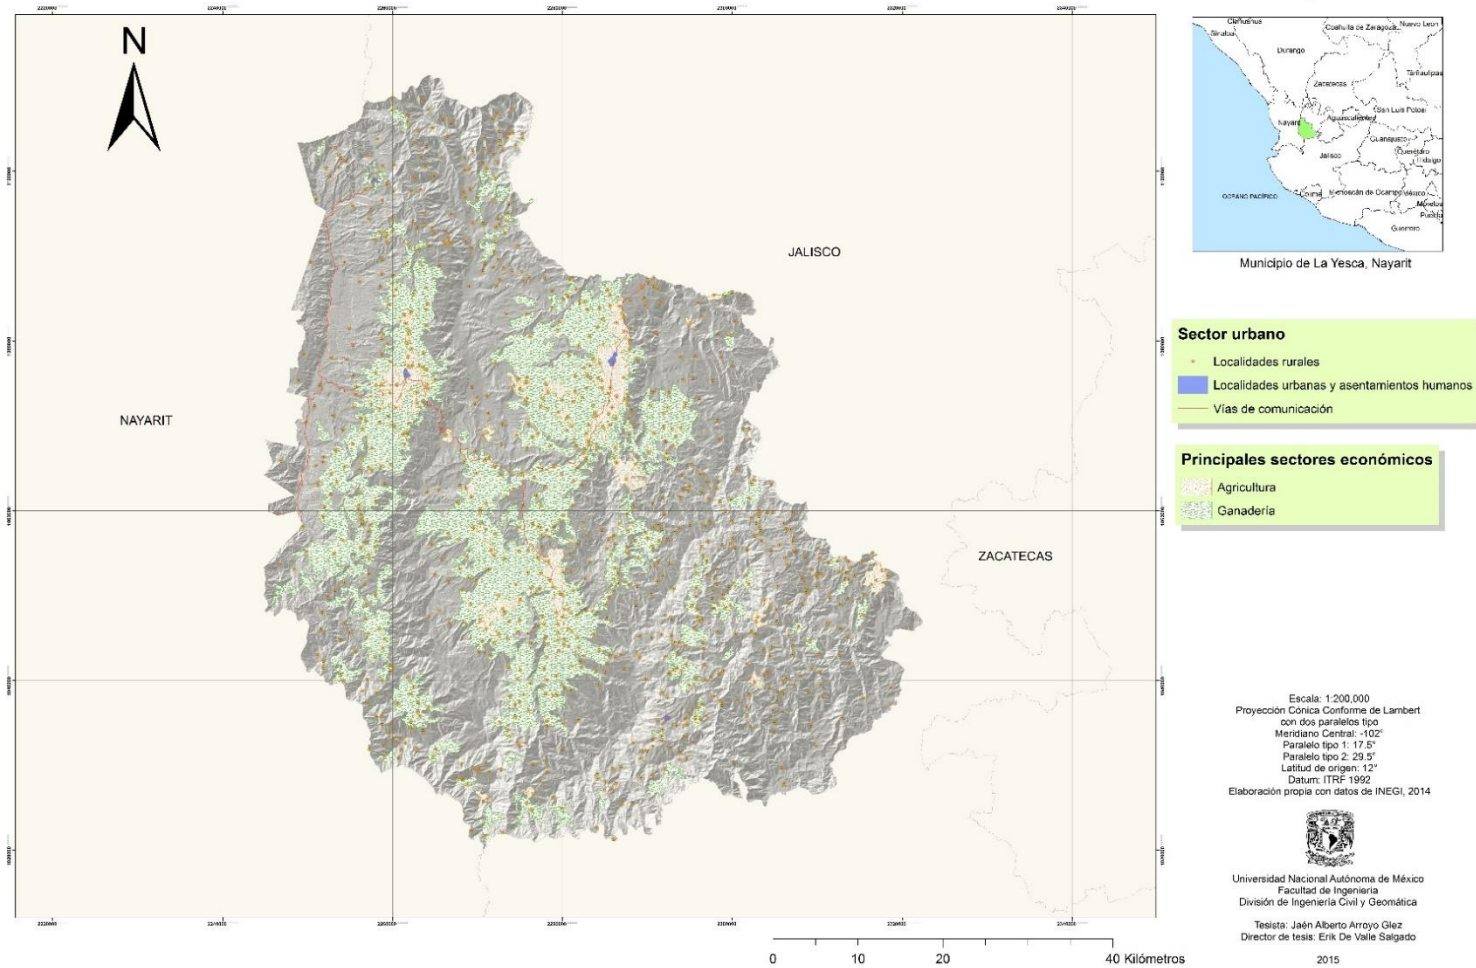 N
JALISCO
NAYARIT
ZACATECAS
Sinaloa
Coahuila de Zaragoza
Nuevo León
Durango
Tamaulipas
Zacatecas
San Luis Potosí
Nayarit
Aguascalientes
Guanajuato
Querétaro
Hidalgo
Jalisco
Michoacán de Ocampo
México
Colima
Morelos
Puebla
OCEANO PACÍFICO
Guerrero
Municipio de La Yesca, Nayarit
Sector urbano
Localidades rurales
Localidades urbanas y asentamientos humanos
Vías de comunicación
Principales sectores económicos
Agricultura
Ganadería
Escala: 1:200,000
Proyección Cónica Conforme de Lambert
con dos paralelos tipo
Meridiano Central: -102°
Paralelo tipo 1: 17.5°
Paralelo tipo 2: 29.5°
Latitud de origen: 12°
Datum: ITRF 1992
Elaboración propia con datos de INEGI, 2014
Universidad Nacional Autónoma de México
Facultad de Ingeniería
División de Ingeniería Civil y Geomática
Tesista: Jaén Alberto Arroyo Glez
Director de tesis: Erik De Valle Salgado
2015
0 10 20 40 Kilómetros